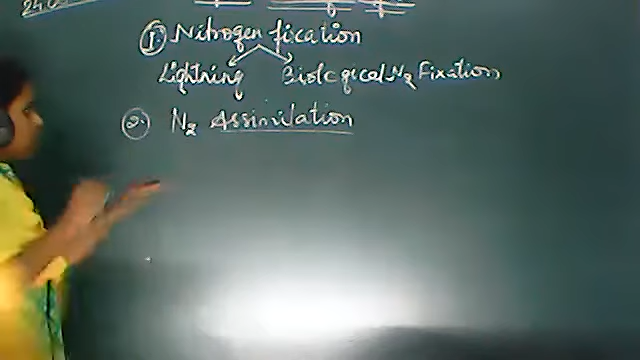 1. Nitrogen fixation
Lightning Biological N2 Fixation
2. N2 Assimilation